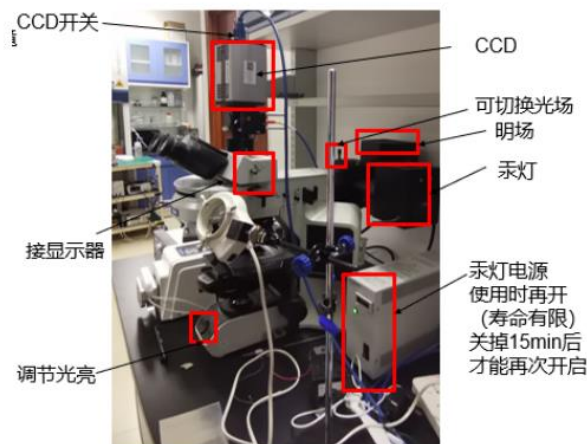 CCD开关
CCD
可切换光场
明场
汞灯
接显示器
汞灯电源
使用时再开
(寿命有限)
关掉15min后
才能再次开启
调节光亮